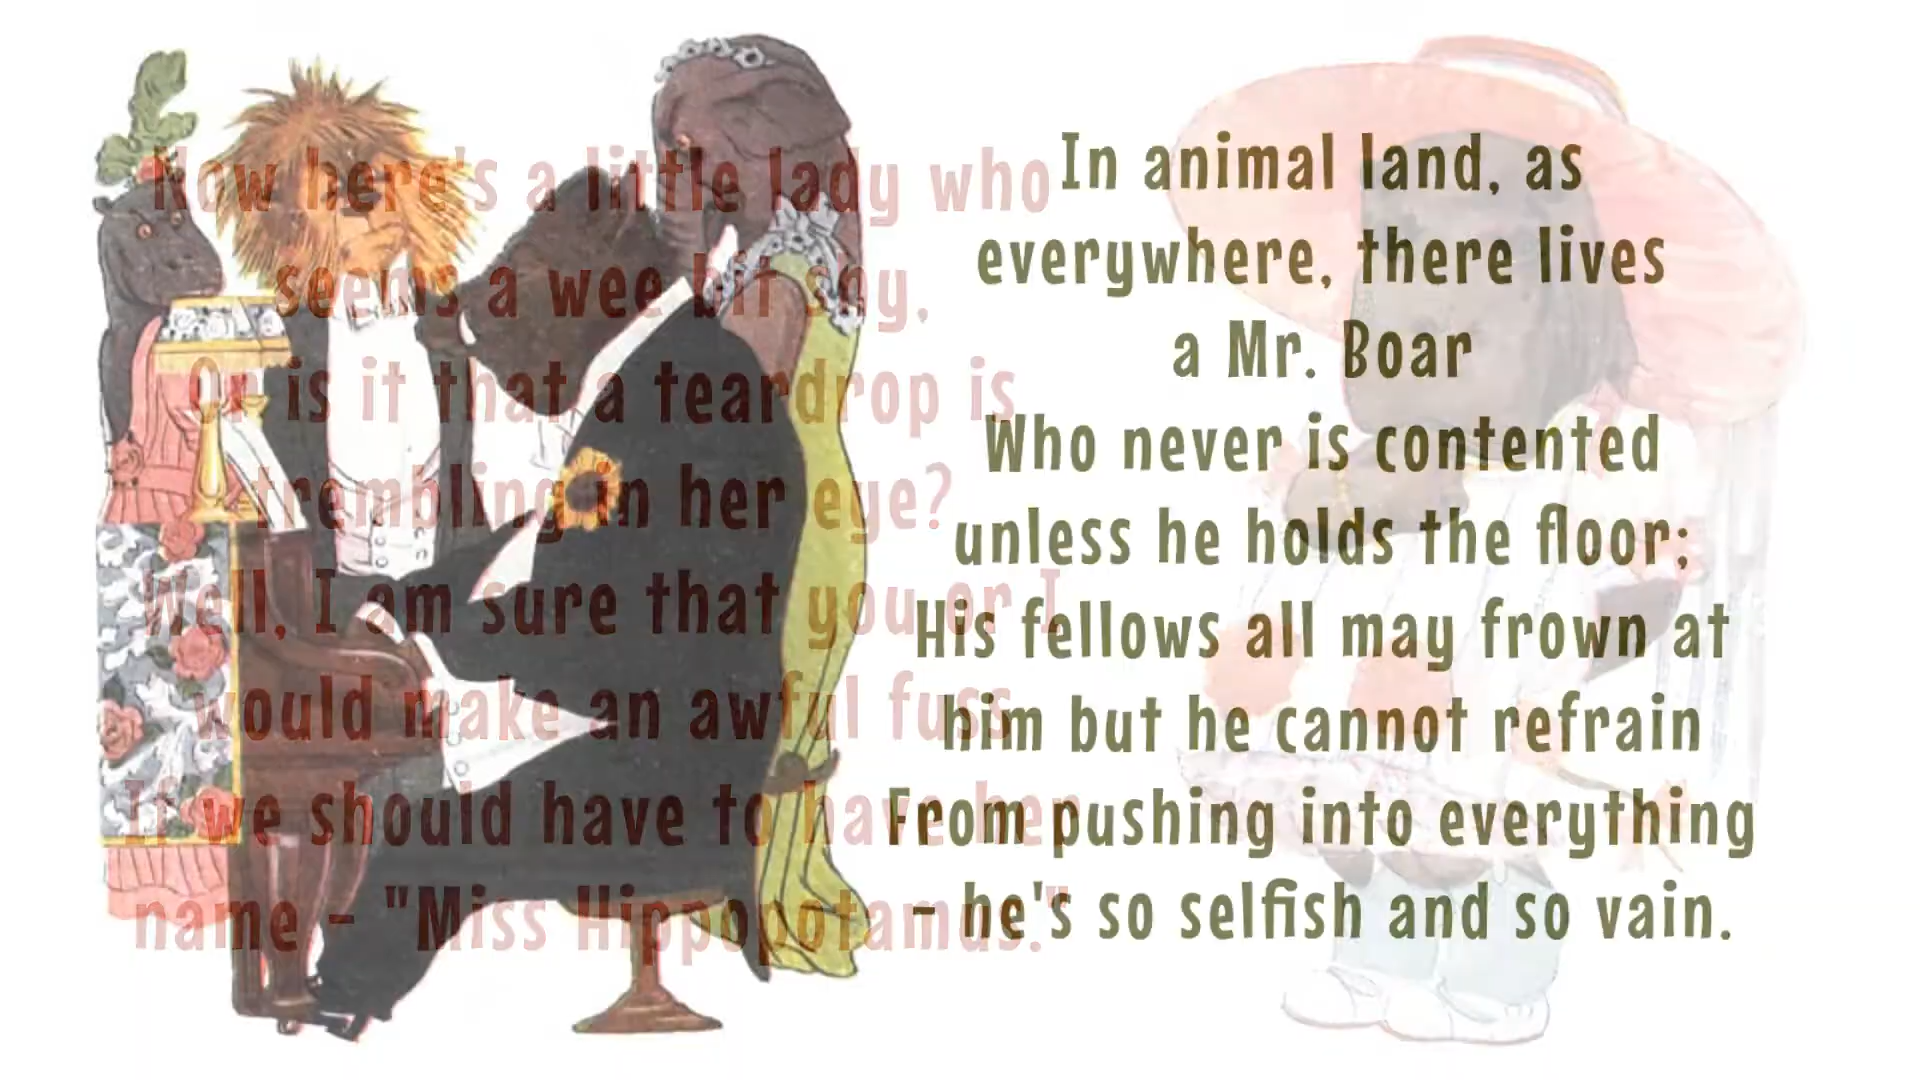 Now here's a little lady who
seems a wee bit shy,
Or is it that a teardrop is
trembling in her eye?
Well, I am sure that you or I
would make an awful fuss
If we should have to have her
name - "Miss Hippopotamus."
In animal land, as
everywhere, there lives
a Mr. Boar
Who never is contented
unless he holds the floor;
His fellows all may frown at
him but he cannot refrain
From pushing into everything
- he's so selfish and so vain.